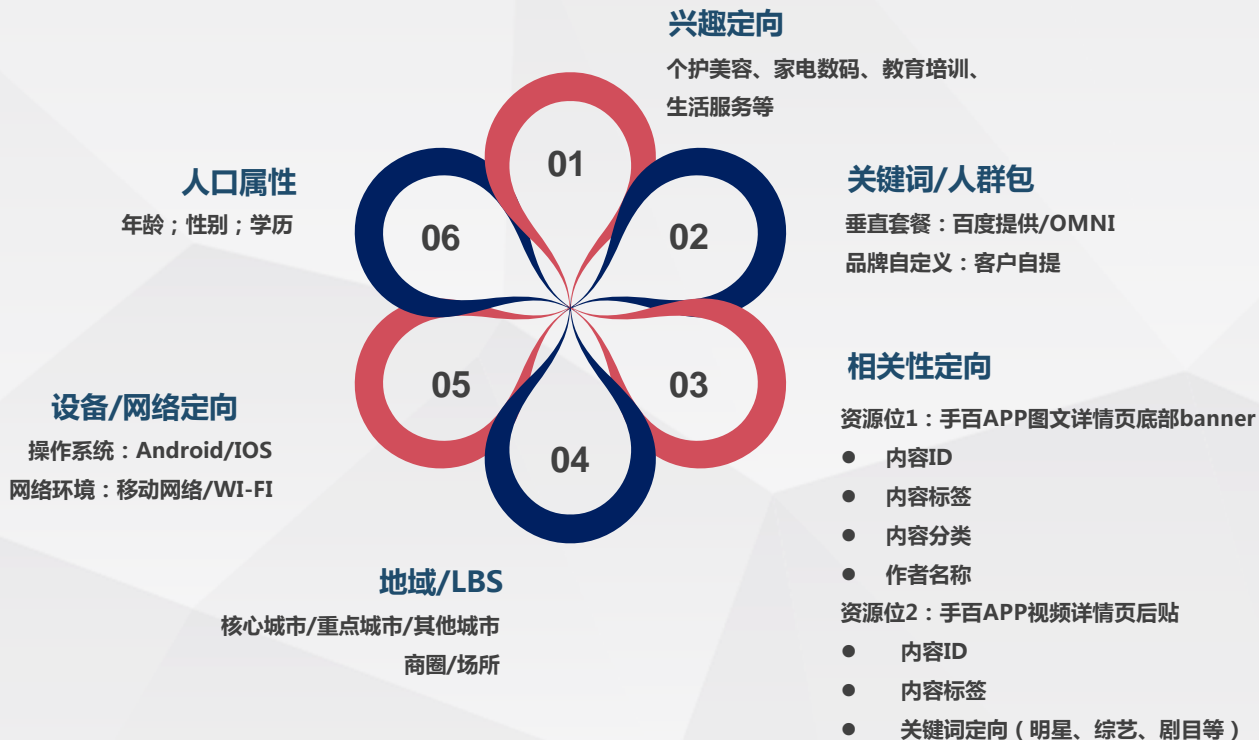 兴趣定向
个护美容、家电数码、教育培训、
生活服务等
01
关键词/人群包
垂直套餐：百度提供/OMNI
品牌自定义：客户自提
02
相关性定向
资源位1：手百APP图文详情页底部banner
● 内容ID
● 内容标签
● 内容分类
● 作者名称
资源位2：手百APP视频详情页后贴
● 内容ID
● 内容标签
● 关键词定向（明星、综艺、剧目等）
03
地域/LBS
核心城市/重点城市/其他城市
商圈/场所
04
设备/网络定向
操作系统：Android/IOS
网络环境：移动网络/WI-FI
05
人口属性
年龄；性别；学历
06